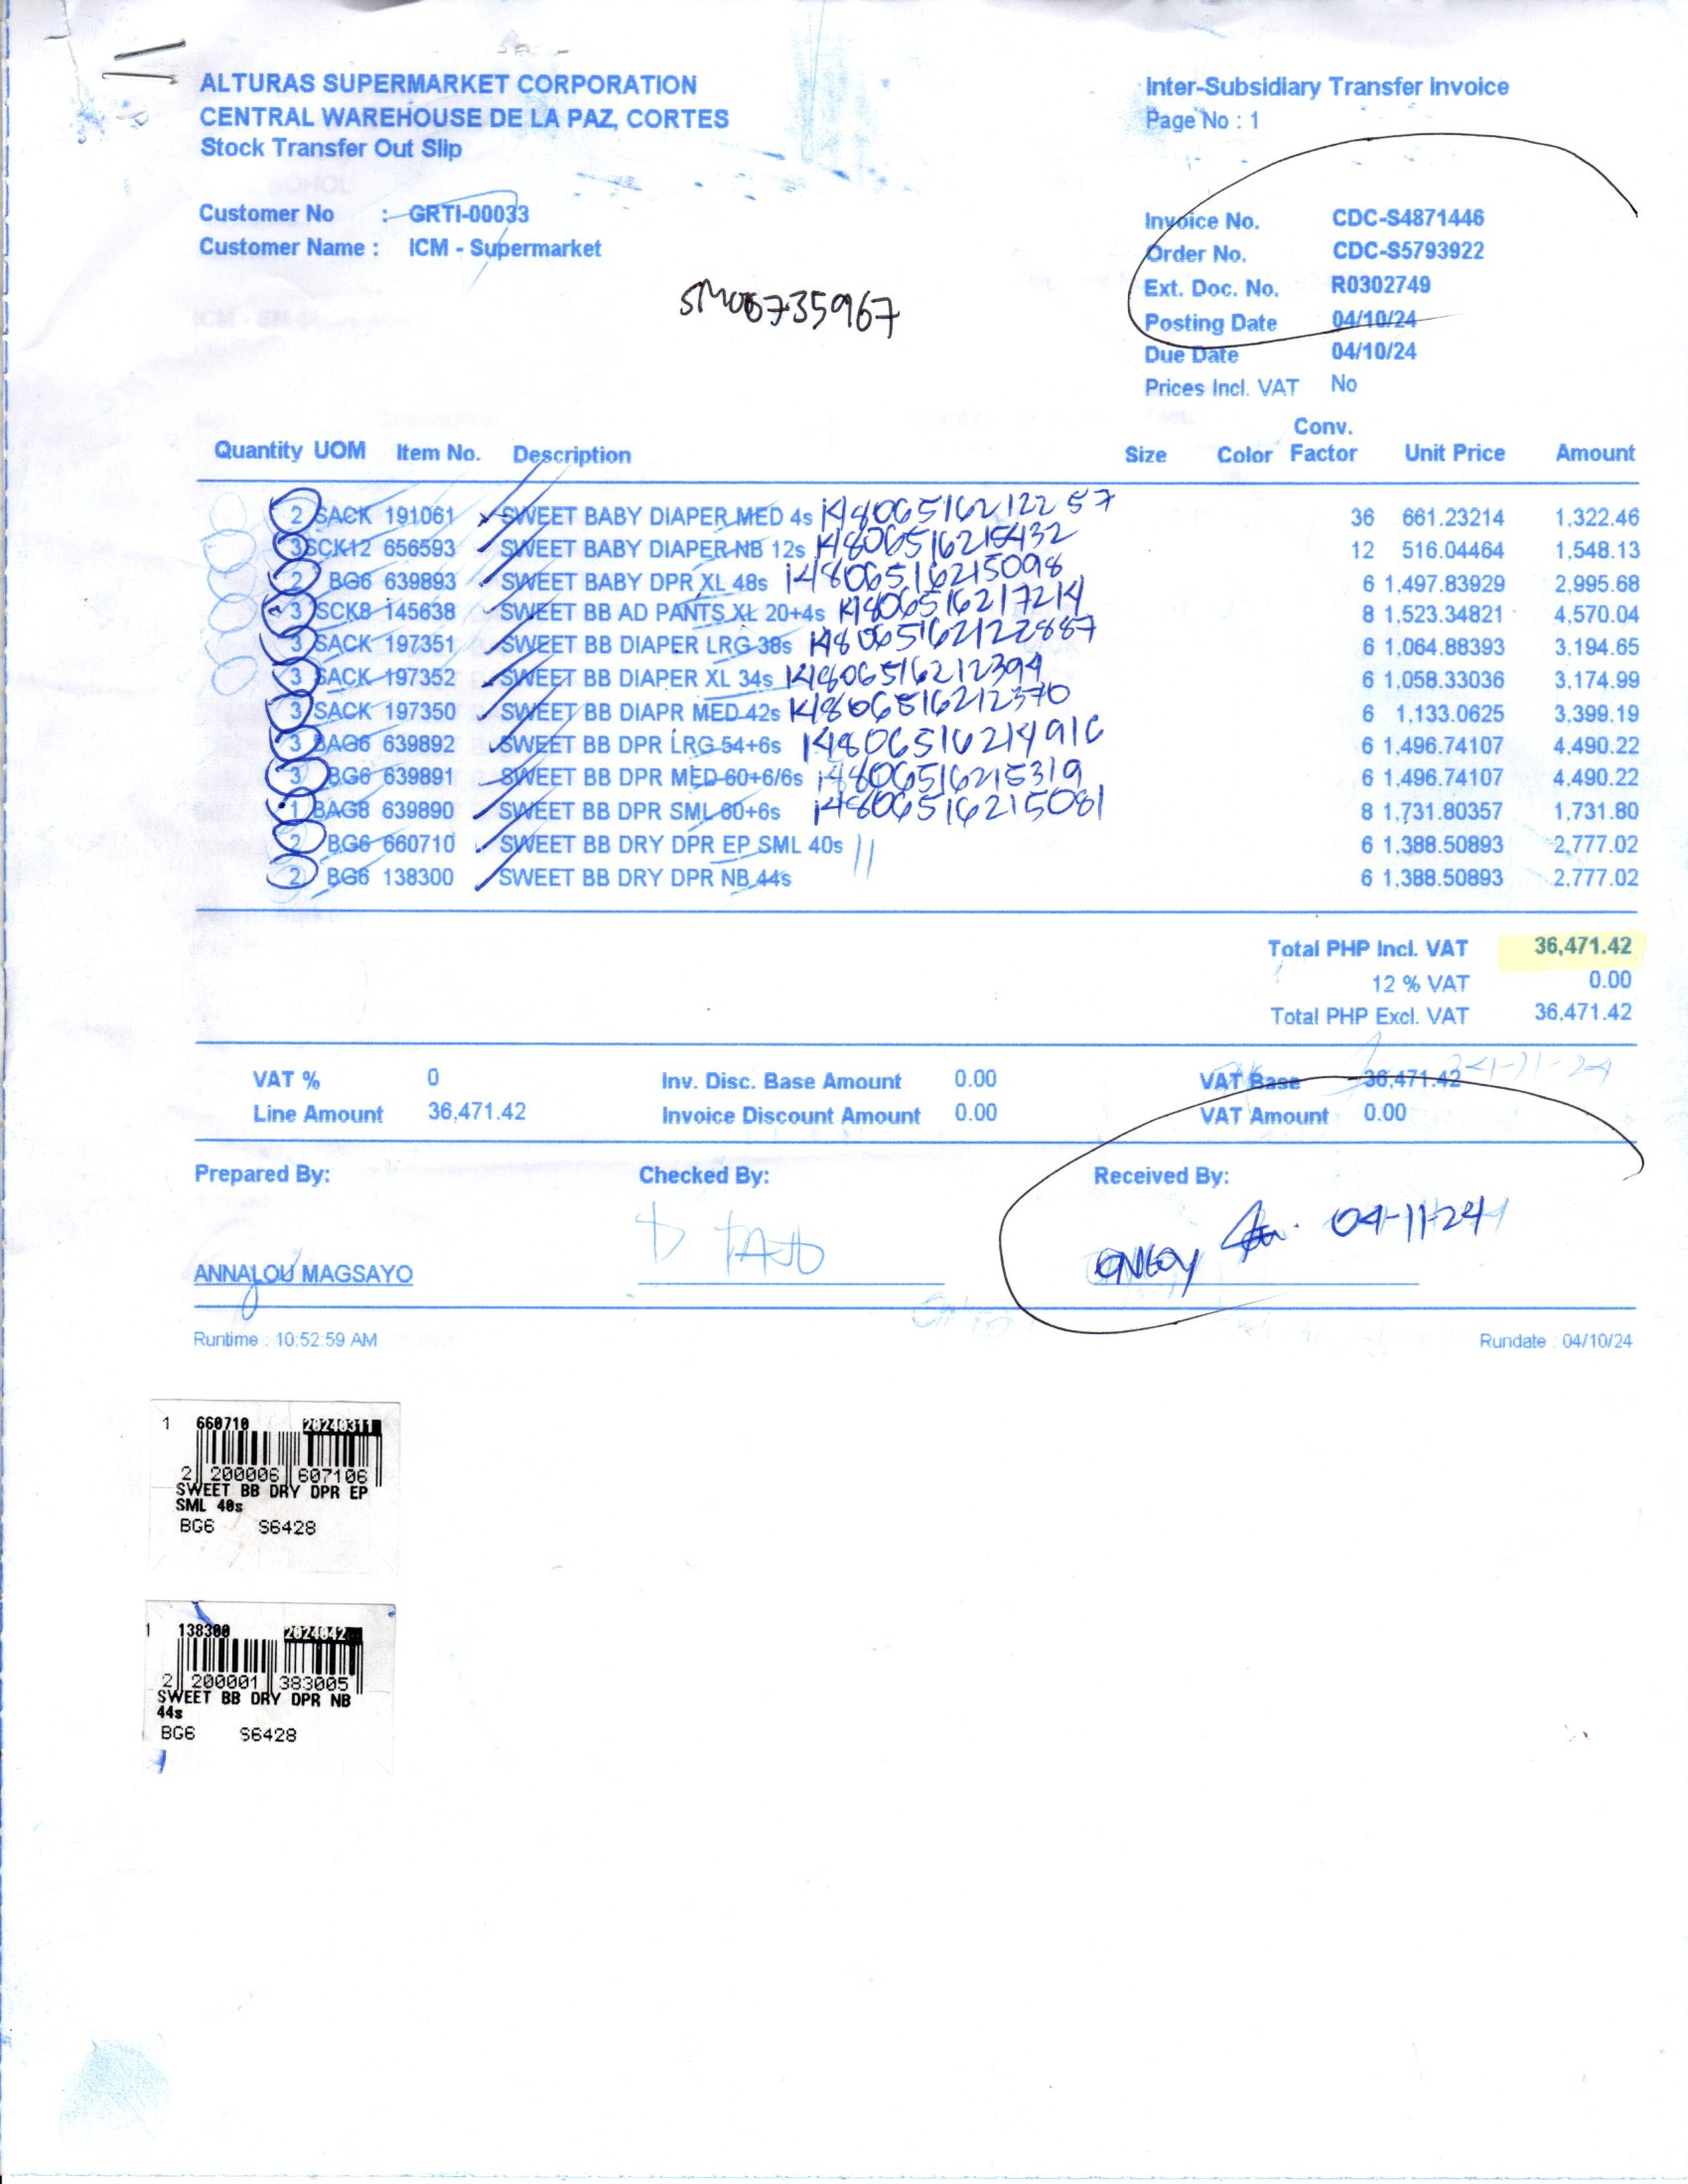 ALTURAS SUPERMARKET CORPORATION
CENTRAL WAREHOUSE DE LA PAZ, CORTES
Stock Transfer Out Slip
Inter-Subsidiary Transfer Invoice
Page No : 1
Customer No : GRTI-00033
Customer Name : ICM - Supermarket
SM006735967
Invoice No. CDC-S4871446
Order No. CDC-S5793922
Ext. Doc. No. R0302749
Posting Date 04/10/24
Due Date 04/10/24
Prices Incl. VAT No
Quantity UOM Item No. Description Size Color Conv. Factor Unit Price Amount
2 SACK 191061 SWEET BABY DIAPER MED 4s 14806516212257 36 661.23214 1,322.46
3 SCK12 656593 SWEET BABY DIAPER NB 12s 14806516215432 12 516.04464 1,548.13
2 BG6 639893 SWEET BABY DPR XL 48s 14806516215098 6 1,497.83929 2,995.68
3 SCK8 145638 SWEET BB AD PANTS XL 20+4s 14806516217214 8 1,523.34821 4,570.04
3 SACK 197351 SWEET BB DIAPER LRG 38s 6 1,064.88393 3,194.65
3 SACK 197352 SWEET BB DIAPER XL 34s 14806516212394 6 1,058.33036 3,174.99
3 SACK 197350 SWEET BB DIAPR MED 42s 14806516212370 6 1,133.0625 3,399.19
3 BAG6 639892 SWEET BB DPR LRG 54+6s 14806516214916 6 1,496.74107 4,490.22
3 BG6 639891 SWEET BB DPR MED 60+6/6s 14806516215319 6 1,496.74107 4,490.22
1 BAG8 639890 SWEET BB DPR SML 60+6s 14806516215081 8 1,731.80357 1,731.80
2 BG6 660710 SWEET BB DRY DPR EP SML 40s 6 1,388.50893 2,777.02
2 BG6 138300 SWEET BB DRY DPR NB 44s 6 1,388.50893 2,777.02
Total PHP Incl. VAT 36,471.42
12 % VAT 0.00
Total PHP Excl. VAT 36,471.42
VAT % 0 Inv. Disc. Base Amount 0.00 VAT Base 36,471.42
Line Amount 36,471.42 Invoice Discount Amount 0.00 VAT Amount 0.00
Prepared By: Checked By: Received By:
04-11-24
ANNALOU MAGSAYO
Runtime : 10:52:59 AM Rundate : 04/10/24
1 660710 20240311
2 200006 607106
SWEET BB DRY DPR EP
SML 40s
BG6 S6428
1 138300 2024042
2 200001 383005
SWEET BB DRY DPR NB
44s
BG6 S6428